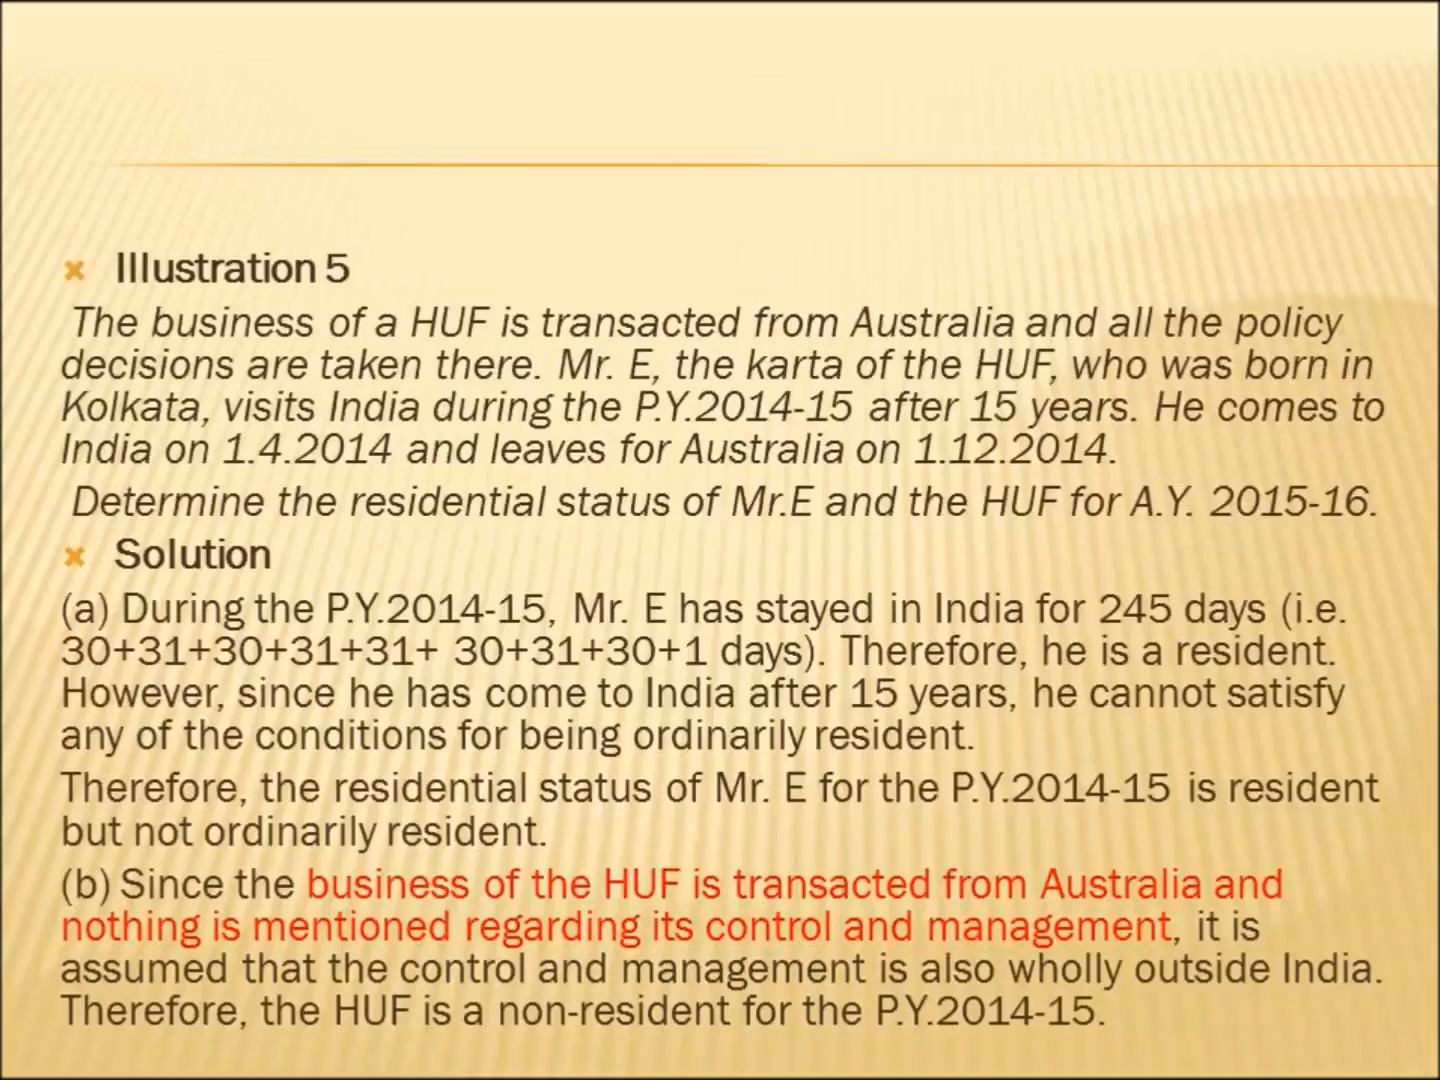 Illustration 5
The business of a HUF is transacted from Australia and all the policy
decisions are taken there. Mr. E, the karta of the HUF, who was born in
Kolkata, visits India during the P.Y.2014-15 after 15 years. He comes to
India on 1.4.2014 and leaves for Australia on 1.12.2014.
Determine the residential status of Mr.E and the HUF for A.Y. 2015-16.
Solution
(a) During the P.Y.2014-15, Mr. E has stayed in India for 245 days (i.e.
30+31+30+31+31+ 30+31+30+1 days). Therefore, he is a resident.
However, since he has come to India after 15 years, he cannot satisfy
any of the conditions for being ordinarily resident.
Therefore, the residential status of Mr. E for the P.Y.2014-15 is resident
but not ordinarily resident.
(b) Since the business of the HUF is transacted from Australia and
nothing is mentioned regarding its control and management, it is
assumed that the control and management is also wholly outside India.
Therefore, the HUF is a non-resident for the P.Y.2014-15.